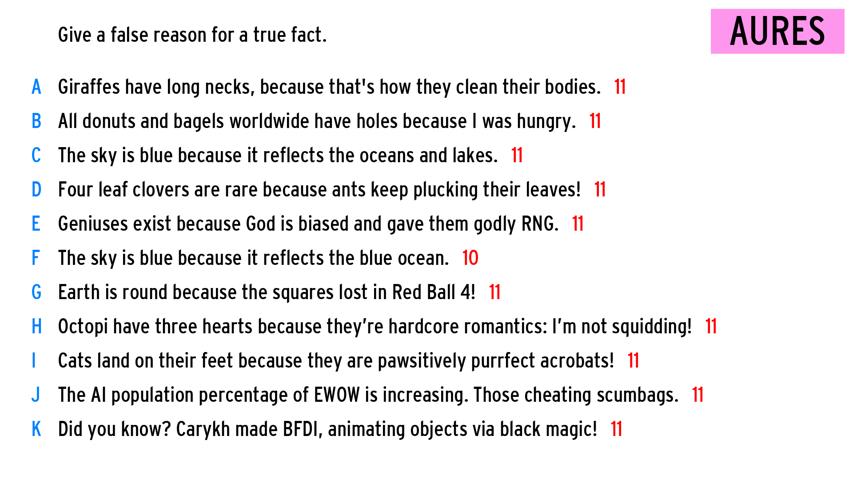 Give a false reason for a true fact.
AURES
A Giraffes have long necks, because that's how they clean their bodies. 11
B All donuts and bagels worldwide have holes because I was hungry. 11
C The sky is blue because it reflects the oceans and lakes. 11
D Four leaf clovers are rare because ants keep plucking their leaves! 11
E Geniuses exist because God is biased and gave them godly RNG. 11
F The sky is blue because it reflects the blue ocean. 10
G Earth is round because the squares lost in Red Ball 4! 11
H Octopi have three hearts because they’re hardcore romantics: I’m not squidding! 11
I Cats land on their feet because they are pawsitively purrfect acrobats! 11
J The AI population percentage of EWOW is increasing. Those cheating scumbags. 11
K Did you know? Carykh made BFDI, animating objects via black magic! 11